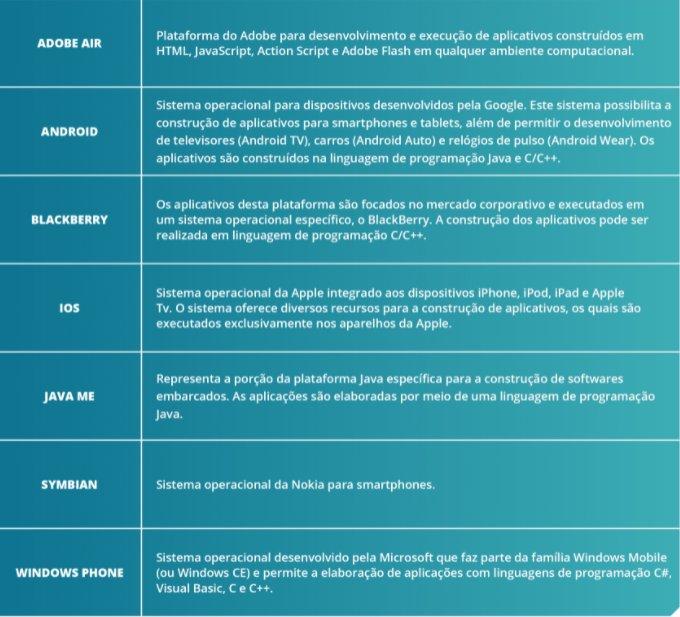 ADOBE AIR
Plataforma do Adobe para desenvolvimento e execução de aplicativos construídos em
HTML, JavaScript, Action Script e Adobe Flash em qualquer ambiente computacional.
ANDROID
Sistema operacional para dispositivos desenvolvidos pela Google. Este sistema possibilita a
construção de aplicativos para smartphones e tablets, além de permitir o desenvolvimento
de televisores (Android TV), carros (Android Auto) e relógios de pulso (Android Wear). Os
aplicativos são construídos na linguagem de programação Java e C/C++.
BLACKBERRY
Os aplicativos desta plataforma são focados no mercado corporativo e executados em
um sistema operacional específico, o BlackBerry. A construção dos aplicativos pode ser
realizada em linguagem de programação C/C++.
IOS
Sistema operacional da Apple integrado aos dispositivos iPhone, iPod, iPad e Apple
Tv. O sistema oferece diversos recursos para a construção de aplicativos, os quais são
executados exclusivamente nos aparelhos da Apple.
JAVA ME
Representa a porção da plataforma Java específica para a construção de softwares
embarcados. As aplicações são elaboradas por meio de uma linguagem de programação
Java.
SYMBIAN
Sistema operacional da Nokia para smartphones.
WINDOWS PHONE
Sistema operacional desenvolvido pela Microsoft que faz parte da família Windows Mobile
(ou Windows CE) e permite a elaboração de aplicações com linguagens de programação C#,
Visual Basic, C e C++.